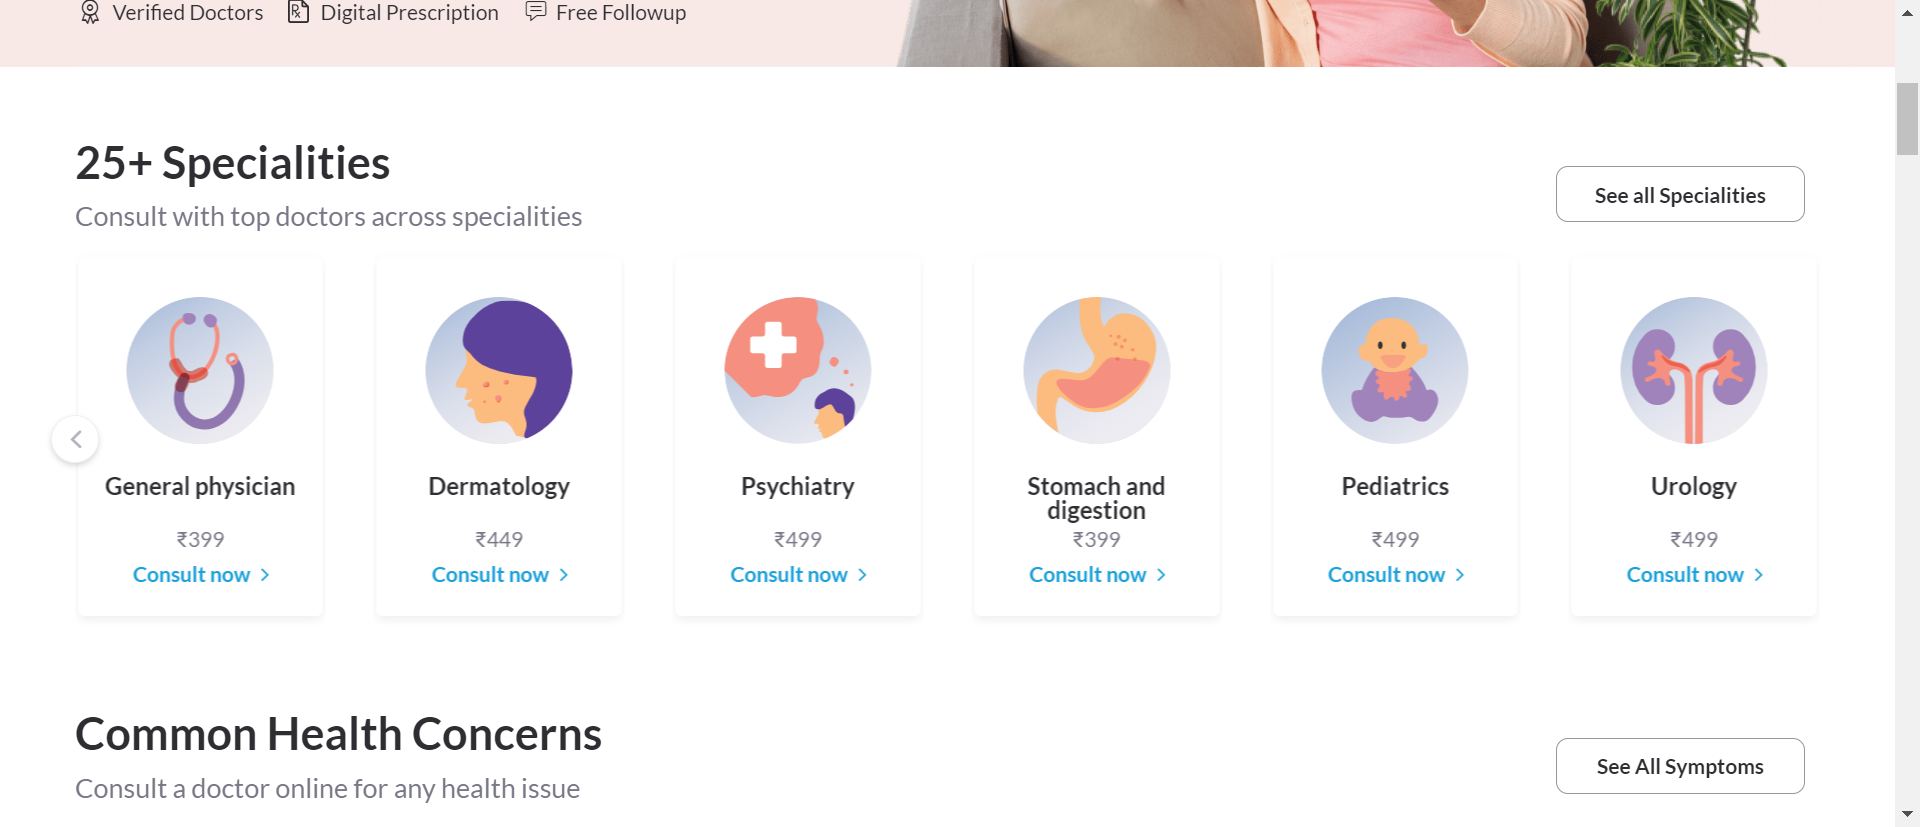 Verified Doctors Digital Prescription Free Followup
25+ Specialities
Consult with top doctors across specialities
See all Specialities
General physician
₹399
Consult now
Dermatology
₹449
Consult now
Psychiatry
₹499
Consult now
Stomach and
digestion
₹399
Consult now
Pediatrics
₹499
Consult now
Urology
₹499
Consult now
Common Health Concerns
Consult a doctor online for any health issue
See All Symptoms